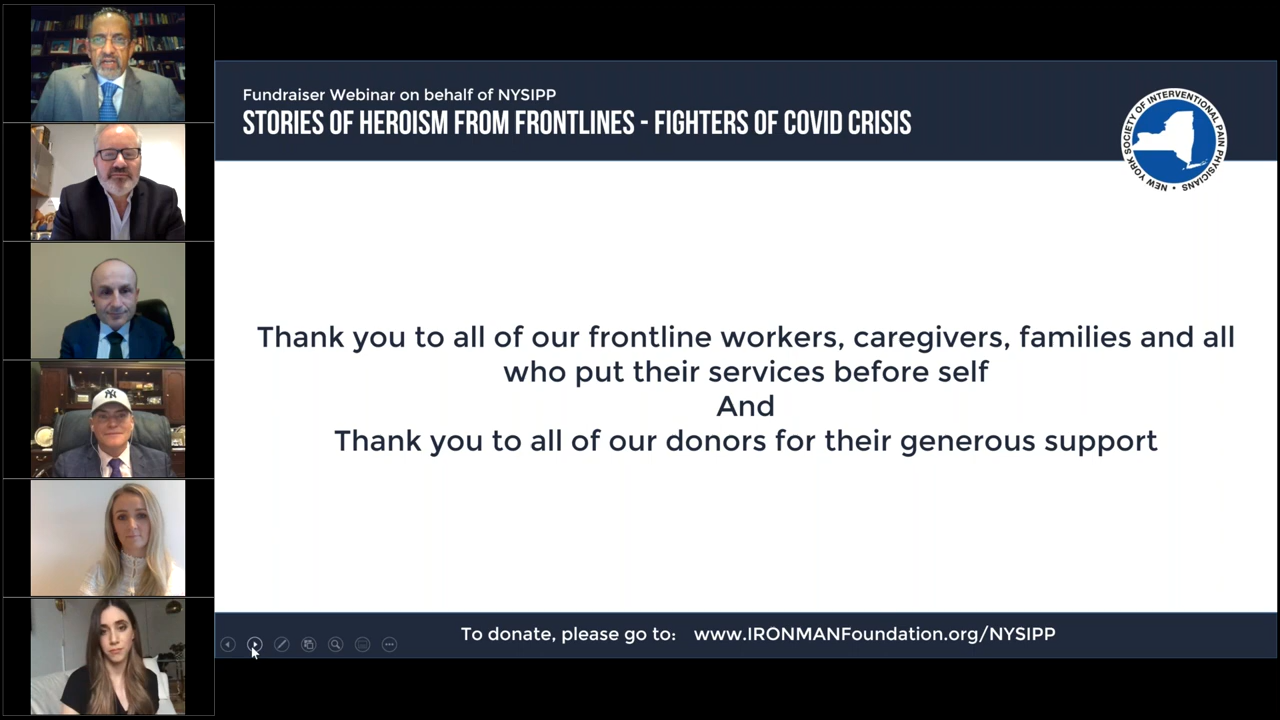 Fundraiser Webinar on behalf of NYSIPP
STORIES OF HEROISM FROM FRONTLINES - FIGHTERS OF COVID CRISIS
NEW YORK SOCIETY OF INTERVENTIONAL PAIN PHYSICIANS •
Thank you to all of our frontline workers, caregivers, families and all
who put their services before self
And
Thank you to all of our donors for their generous support
To donate, please go to: www.IRONMANFoundation.org/NYSIPP
NY